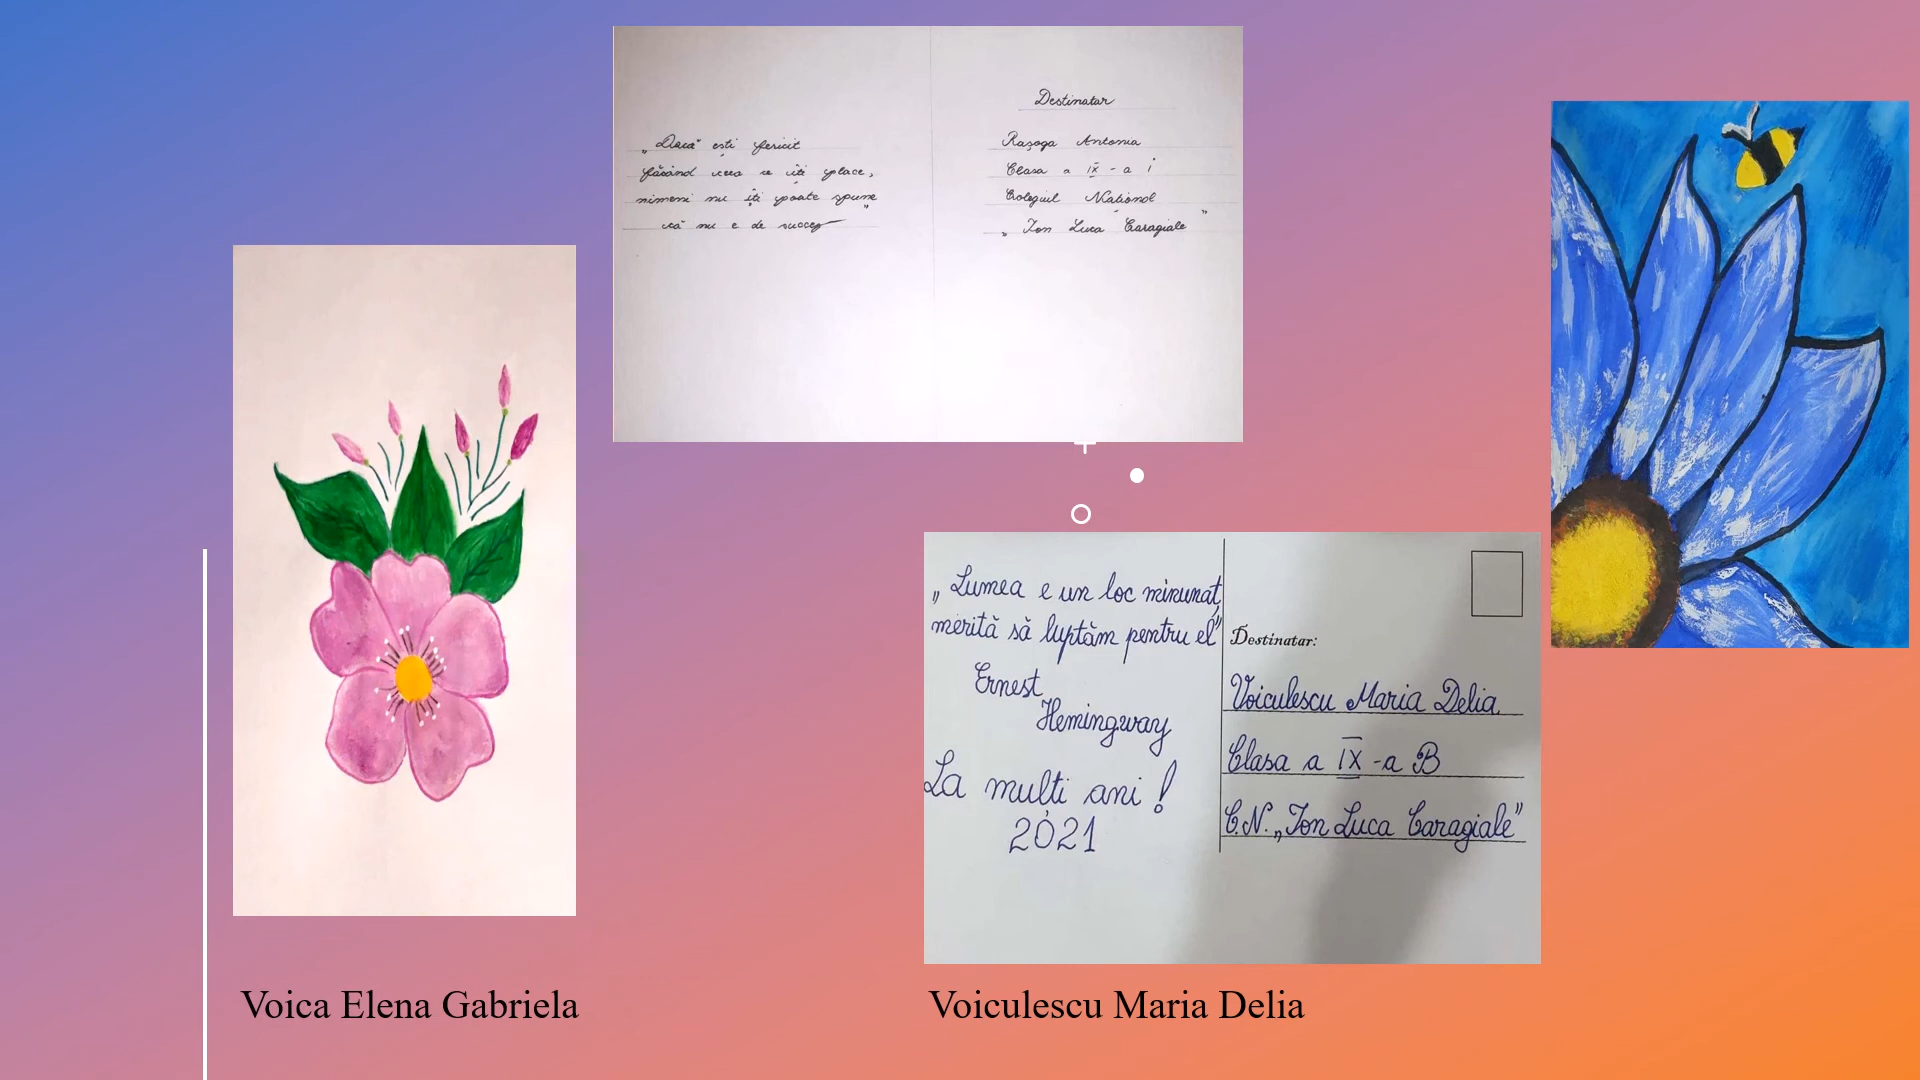 „Dacă" ești fericit
făcând ceea ce îți place,
nimeni nu îți poate spune
că nu e de succes"
Destinatar
Rașoga Antonia
Clasa a IX - a i
Colegiul Național
„Ion Luca Caragiale"
„Lumea e un loc minunat,
merită să luptăm pentru el"
Ernest
Hemingway
La mulți ani!
2021
Destinatar:
Voiculescu Maria Delia
Clasa a IX-a B
C.N. „Ion Luca Caragiale"
Voica Elena Gabriela
Voiculescu Maria Delia